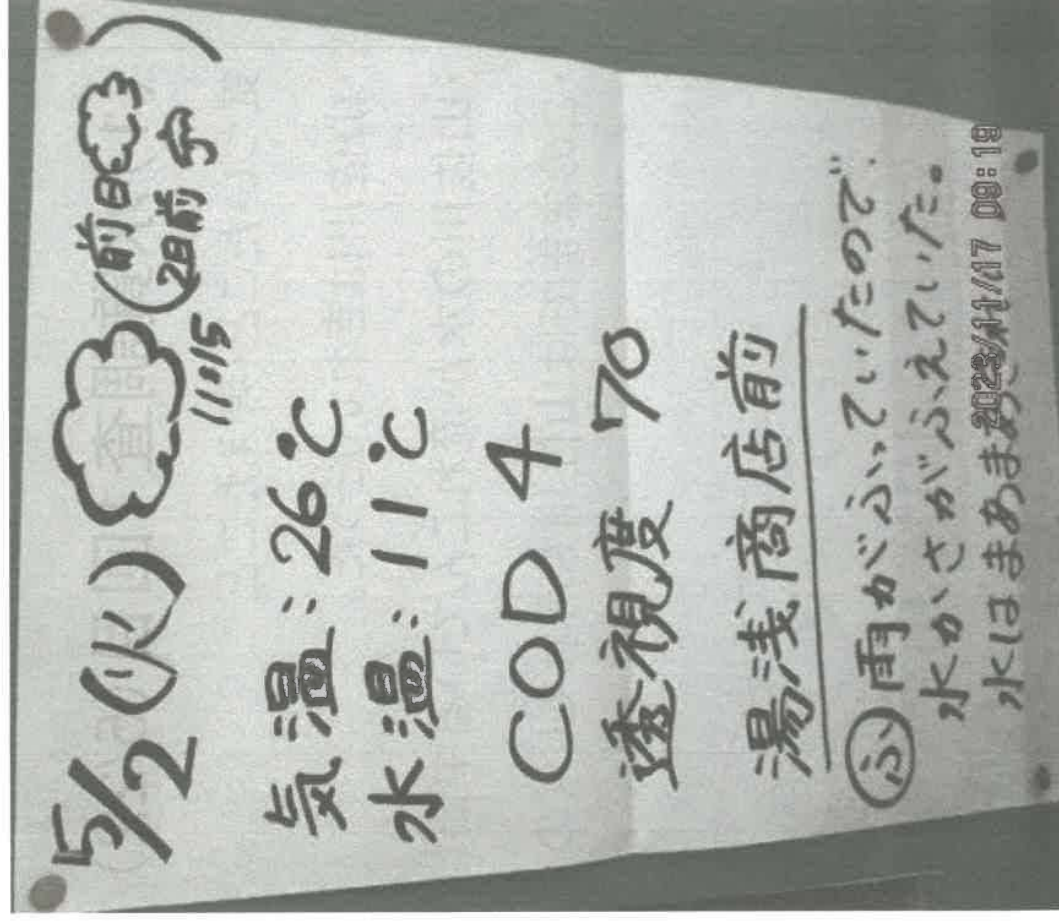 5/2(火)
(前日
2日前
11:15
気温:26℃
水温:11℃
COD 4
透視度 70
湯浅商店前
ふ 雨がふっていたので、
水かさがふえていた。
水はまあまあ
2023/11/17 09:19